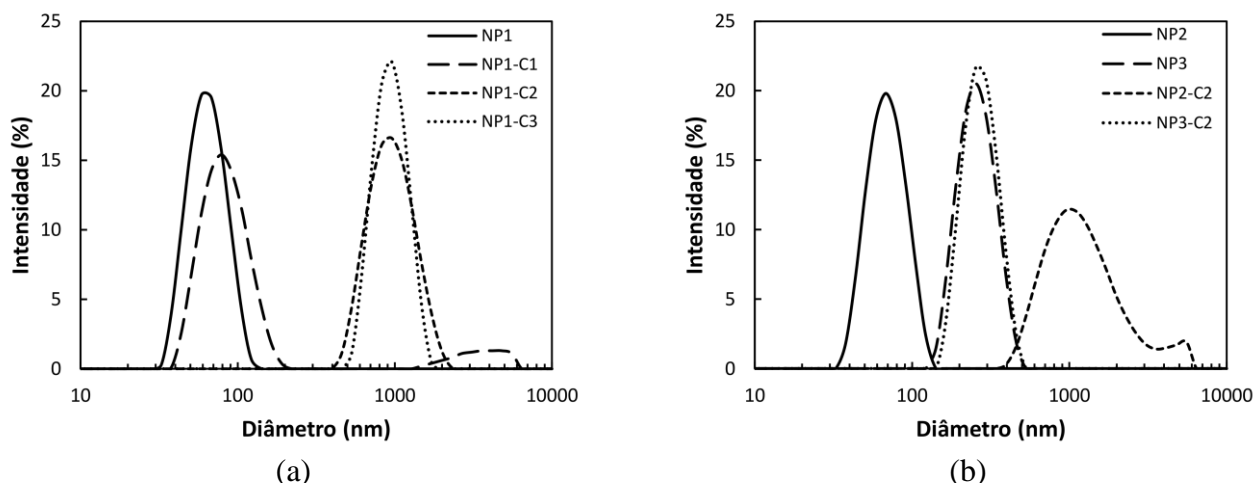 25
20
15
10
5
0
Intensidade (%)
NP1
NP1-C1
NP1-C2
NP1-C3
10
100
1000
10000
Diâmetro (nm)
(a)
25
20
15
10
5
0
Intensidade (%)
NP2
NP3
NP2-C2
NP3-C2
10
100
1000
10000
Diâmetro (nm)
(b)